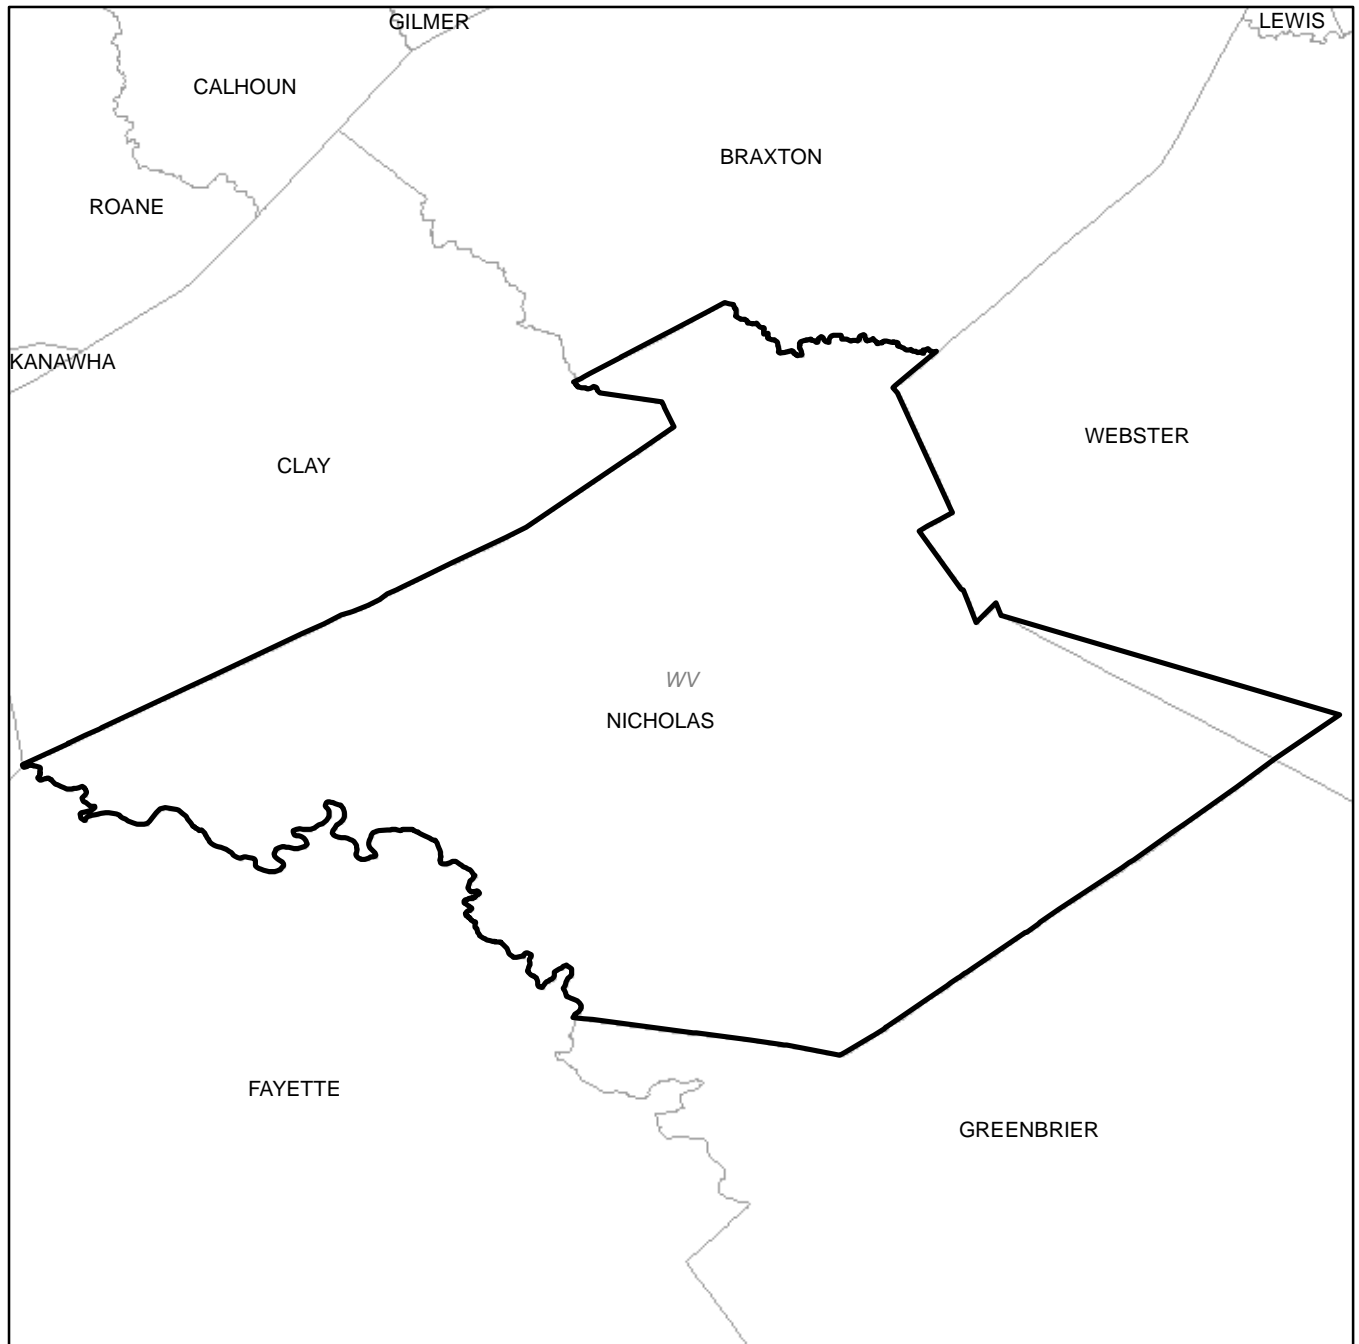 GILMER
LEWIS
CALHOUN
BRAXTON
ROANE
KANAWHA
WEBSTER
CLAY
WV
NICHOLAS
FAYETTE
GREENBRIER